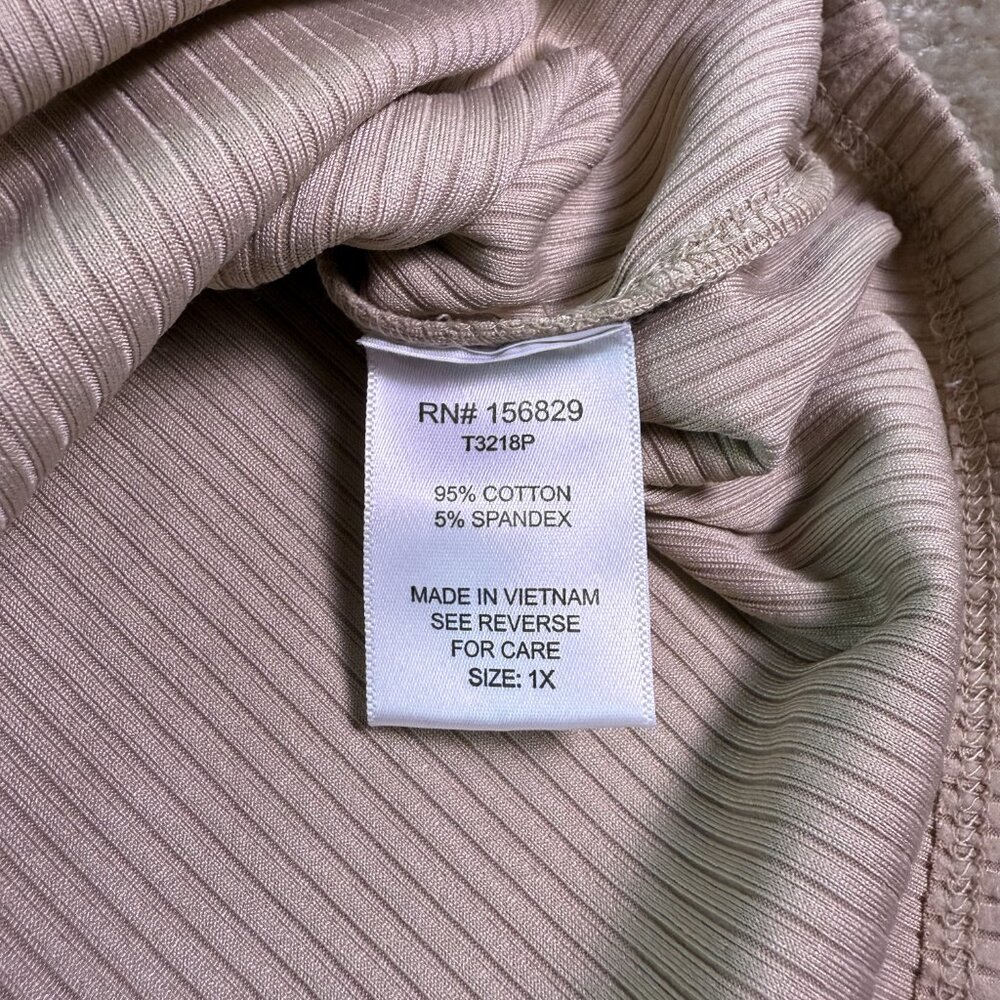 RN# 156829
T3218P
95% COTTON
5% SPANDEX
MADE IN VIETNAM
SEE REVERSE
FOR CARE
SIZE: 1X